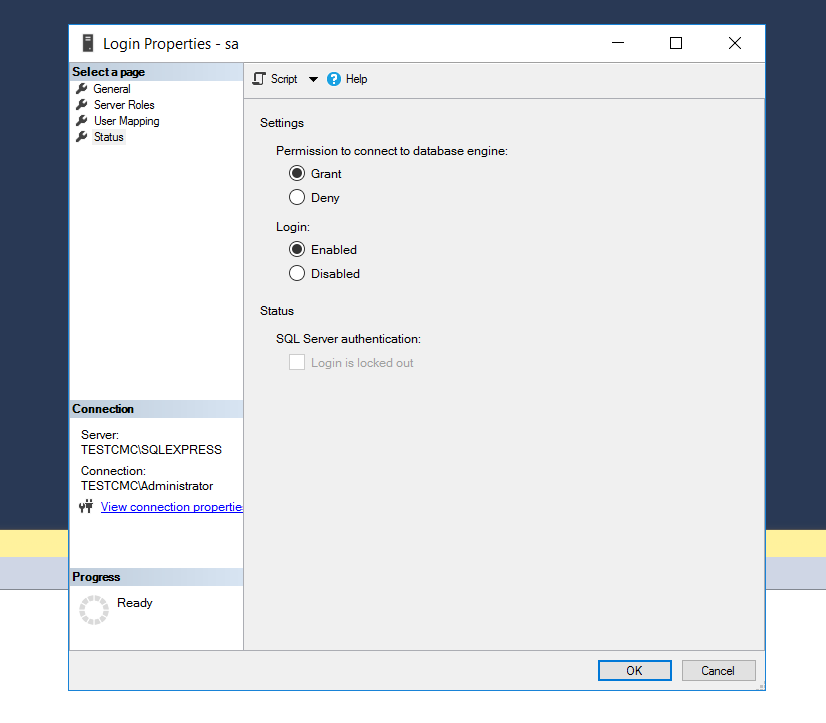 Login Properties - sa
Select a page
General
Server Roles
User Mapping
Status
Script
Help
Settings
Permission to connect to database engine:
Grant
Deny
Login:
Enabled
Disabled
Status
SQL Server authentication:
Login is locked out
Connection
Server:
TESTCMC\SQLEXPRESS
Connection:
TESTCMC\Administrator
View connection propertie
Progress
Ready
OK
Cancel